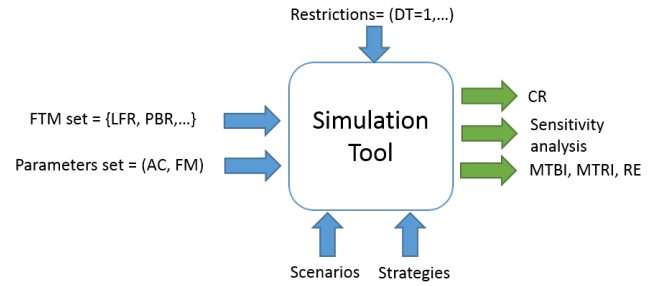 Restrictions= (DT=1,...)
FTM set = {LFR, PBR,...}
Parameters set = (AC, FM)
Simulation
Tool
CR
Sensitivity
analysis
MTBI, MTRI, RE
Scenarios
Strategies